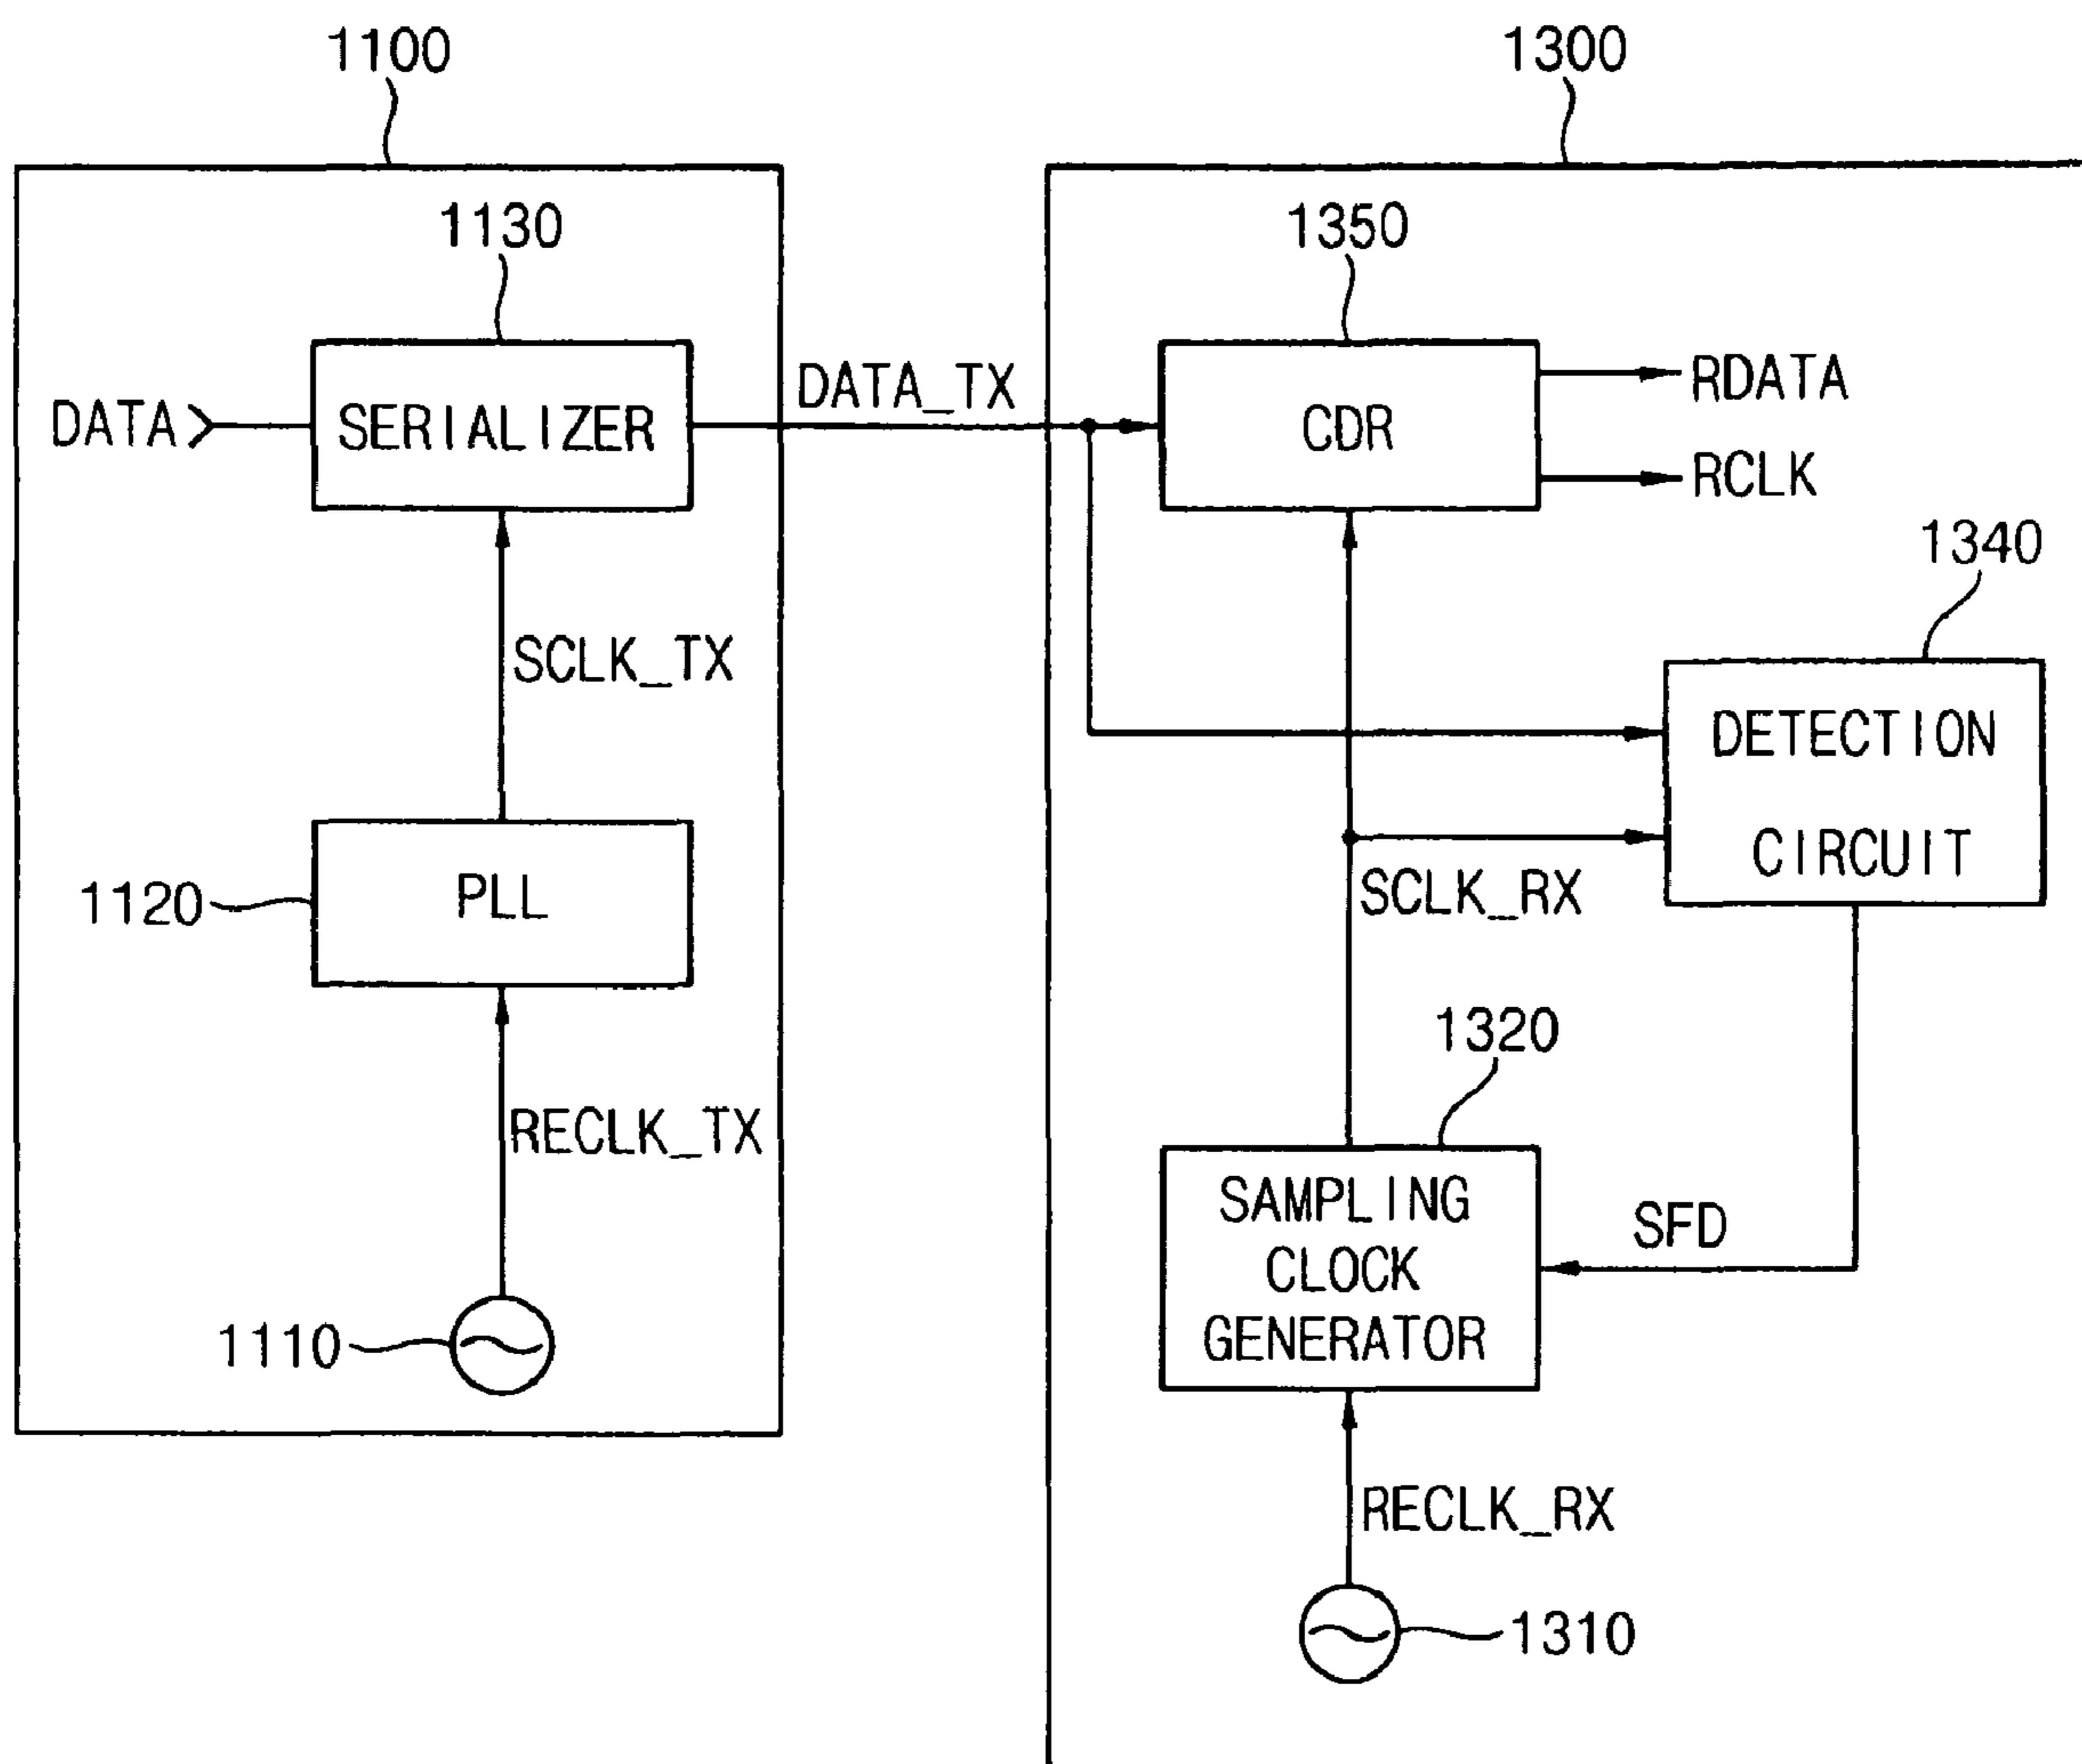 1100
1300
1130
1350
DATA
SERIALIZER
DATA_TX
CDR
RDATA
RCLK
1340
SCLK_TX
DETECTION
CIRCUIT
1120
PLL
SCLK_RX
1320
RECLK_TX
SAMPLING
CLOCK
GENERATOR
SFD
1110
RECLK_RX
1310